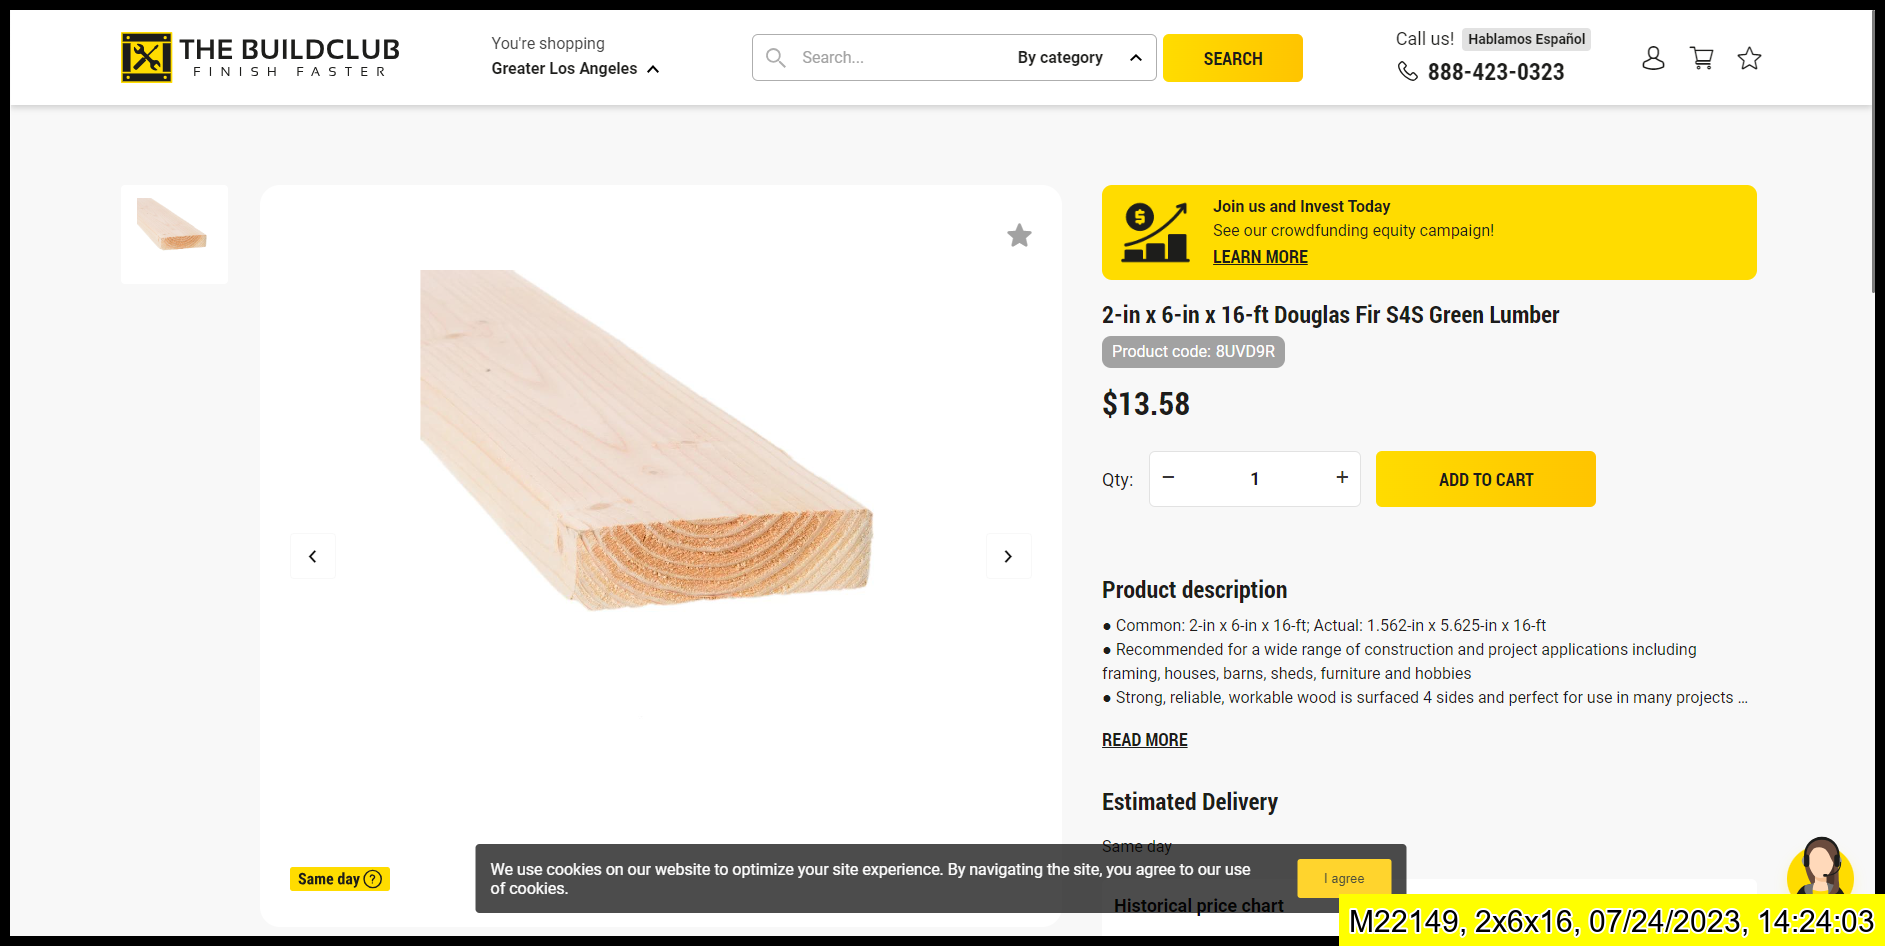 THE BUILDCLUB
FINISH FASTER
You're shopping
Greater Los Angeles
Search...
By category
SEARCH
Call us! Hablamos Español
888-423-0323
Join us and Invest Today
See our crowdfunding equity campaign!
LEARN MORE
2-in x 6-in x 16-ft Douglas Fir S4S Green Lumber
Product code: 8UVD9R
$13.58
Qty: − 1 +
ADD TO CART
Product description
● Common: 2-in x 6-in x 16-ft; Actual: 1.562-in x 5.625-in x 16-ft
● Recommended for a wide range of construction and project applications including
framing, houses, barns, sheds, furniture and hobbies
● Strong, reliable, workable wood is surfaced 4 sides and perfect for use in many projects ...
READ MORE
Estimated Delivery
Same day
Same day ?
We use cookies on our website to optimize your site experience. By navigating the site, you agree to our use
of cookies.
I agree
Historical price chart
M22149, 2x6x16, 07/24/2023, 14:24:03